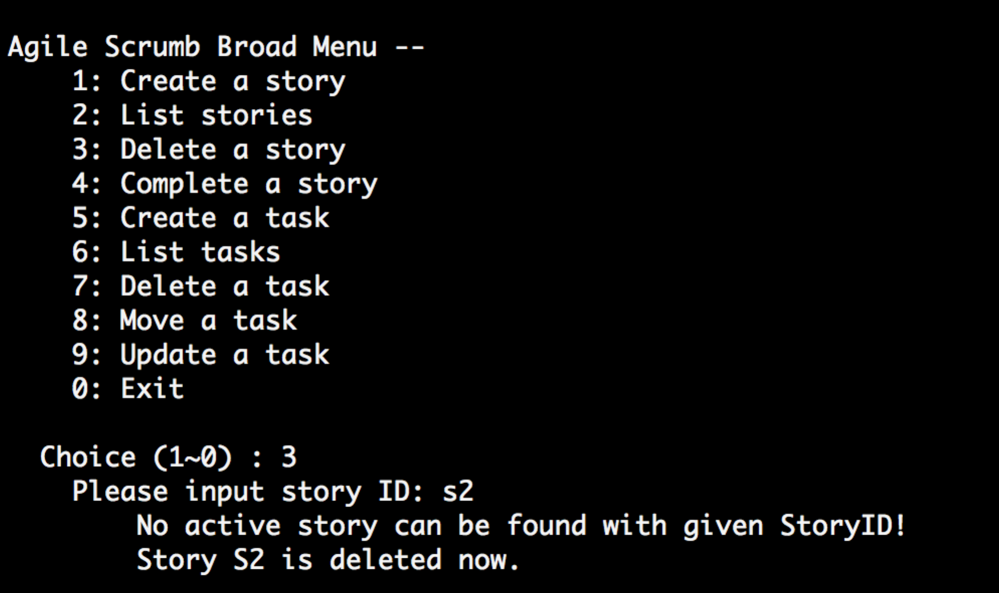 Agile Scrumb Broad Menu --
1: Create a story
2: List stories
3: Delete a story
4: Complete a story
5: Create a task
6: List tasks
7: Delete a task
8: Move a task
9: Update a task
0: Exit
Choice (1~0) : 3
Please input story ID: s2
No active story can be found with given StoryID!
Story S2 is deleted now.